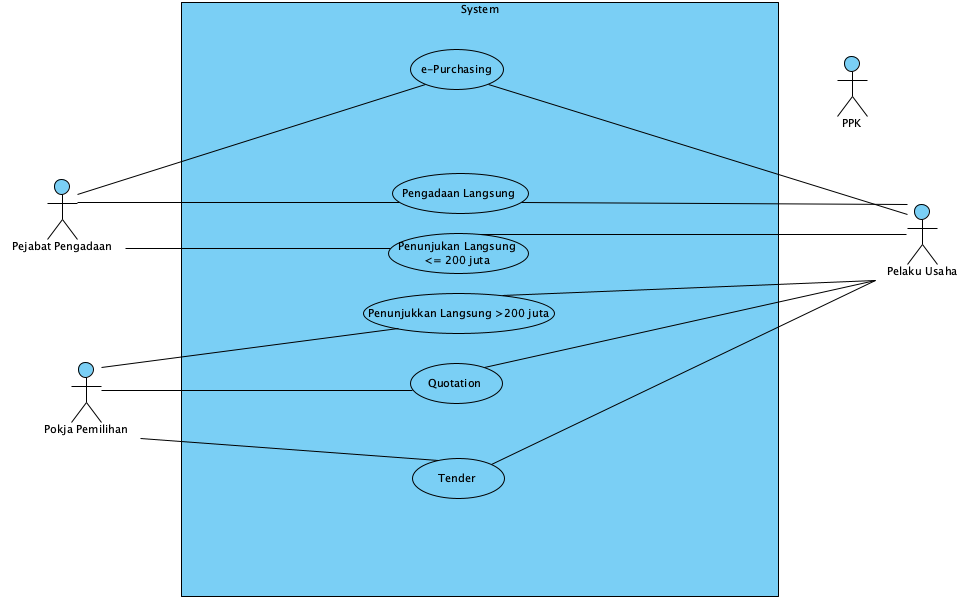 System
e-Purchasing
PPK
Pengadaan Langsung
Pejabat Pengadaan
Penunjukan Langsung
<= 200 juta
Pelaku Usaha
Penunjukkan Langsung >200 juta
Quotation
Pokja Pemilihan
Tender